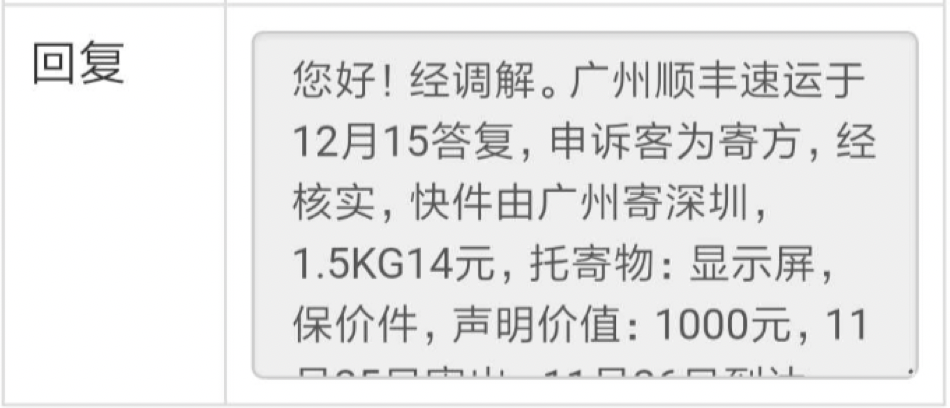 回复
您好！经调解。广州顺丰速运于
12月15答复，申诉客为寄方，经
核实，快件由广州寄深圳，
1.5KG14元，托寄物：显示屏，
保价件，声明价值：1000元，11